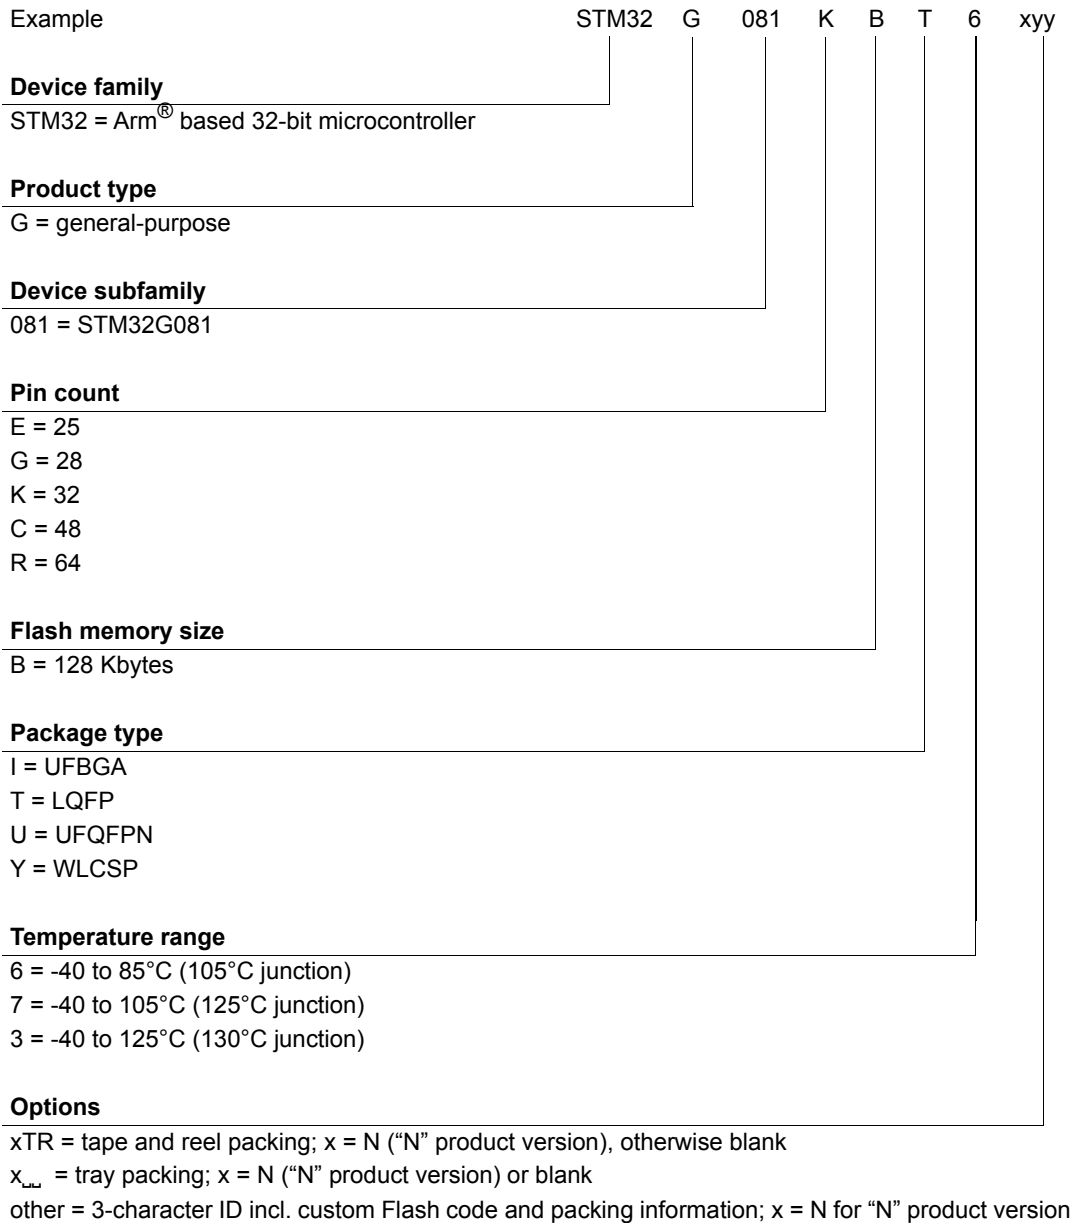 Example STM32 G 081 K B T 6 xyy
Device family
STM32 = Arm® based 32-bit microcontroller
Product type
G = general-purpose
Device subfamily
081 = STM32G081
Pin count
E = 25
G = 28
K = 32
C = 48
R = 64
Flash memory size
B = 128 Kbytes
Package type
I = UFBGA
T = LQFP
U = UFQFPN
Y = WLCSP
Temperature range
6 = -40 to 85°C (105°C junction)
7 = -40 to 105°C (125°C junction)
3 = -40 to 125°C (130°C junction)
Options
xTR = tape and reel packing; x = N (“N” product version), otherwise blank
x␣␣ = tray packing; x = N (“N” product version) or blank
other = 3-character ID incl. custom Flash code and packing information; x = N for “N” product version